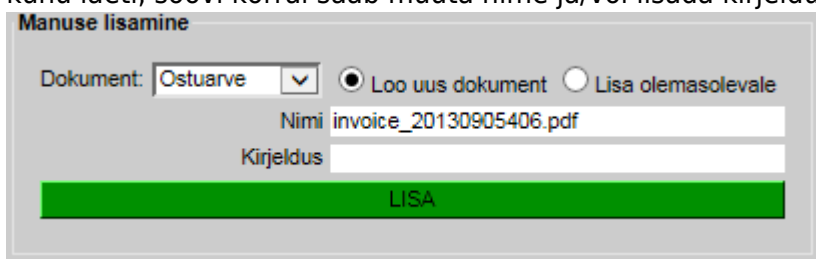 Manuse lisamine
Dokument: Ostuarve Loo uus dokument Lisa olemasolevale
Nimi invoice_20130905406.pdf
Kirjeldus
LISA